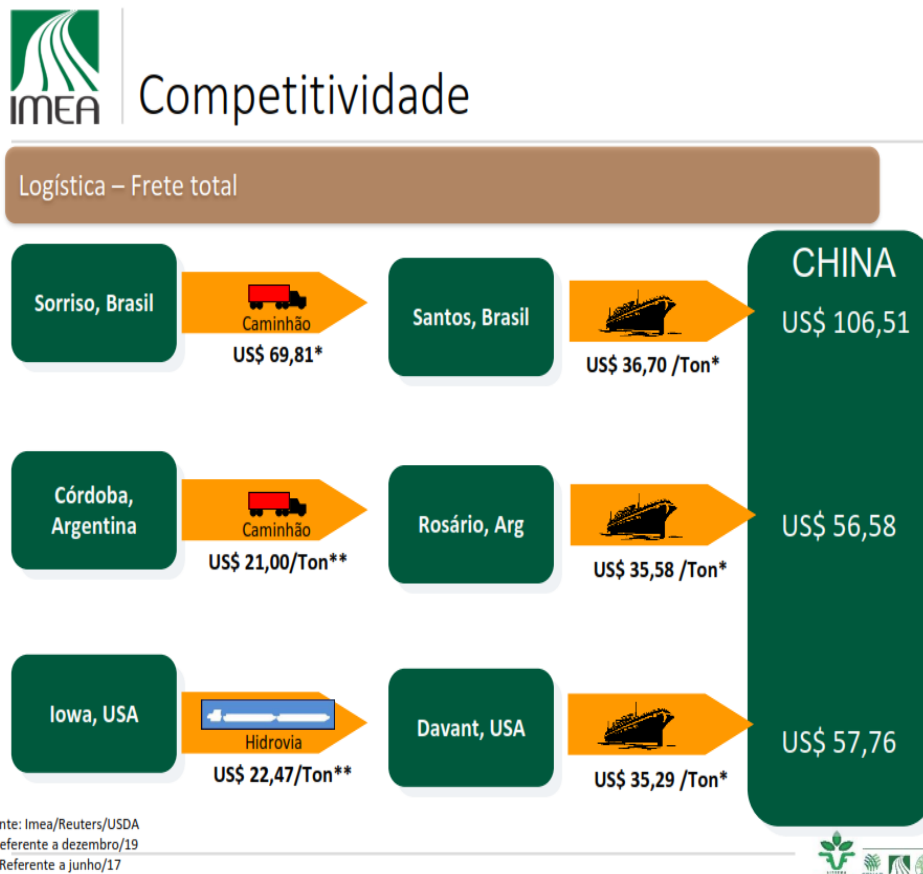 IMEA
Competitividade
Logística – Frete total
CHINA
Sorriso, Brasil
Caminhão
US$ 69,81*
Santos, Brasil
US$ 36,70 /Ton*
US$ 106,51
Córdoba,
Argentina
Caminhão
US$ 21,00/Ton**
Rosário, Arg
US$ 35,58 /Ton*
US$ 56,58
Iowa, USA
Hidrovia
US$ 22,47/Ton**
Davant, USA
US$ 35,29 /Ton*
US$ 57,76
nte: Imea/Reuters/USDA
eferente a dezembro/19
Referente a junho/17